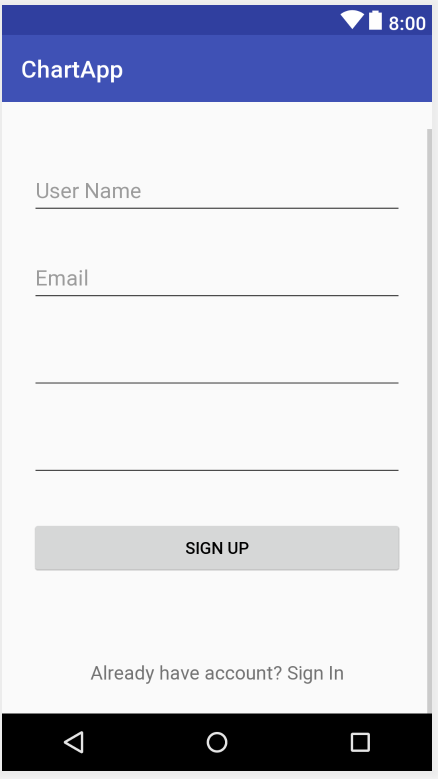 8:00
ChartApp
User Name
Email
SIGN UP
Already have account? Sign In